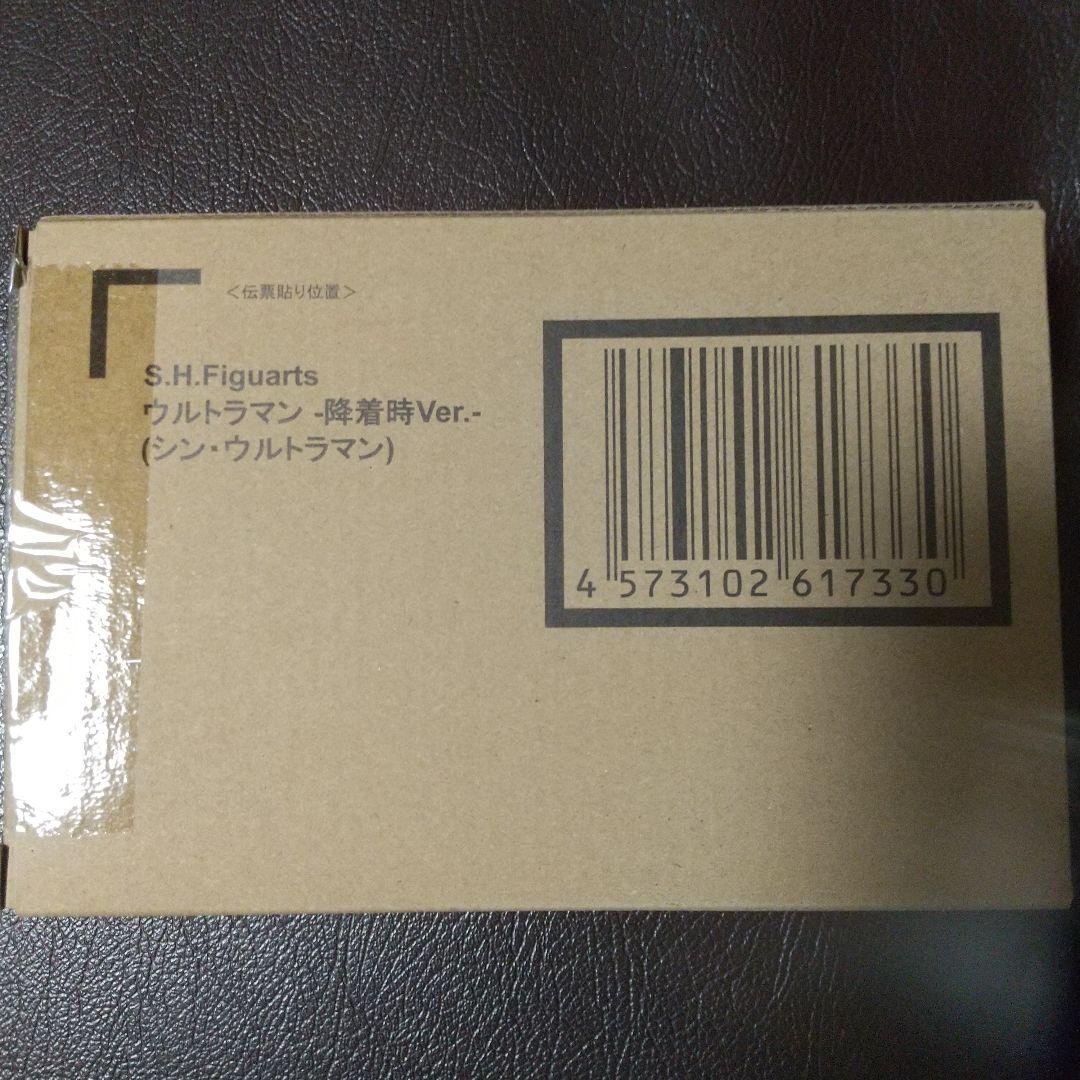 ＜伝票貼り位置＞
S.H.Figuarts
ウルトラマン -降着時Ver.-
(シン・ウルトラマン)
4 573102 617330